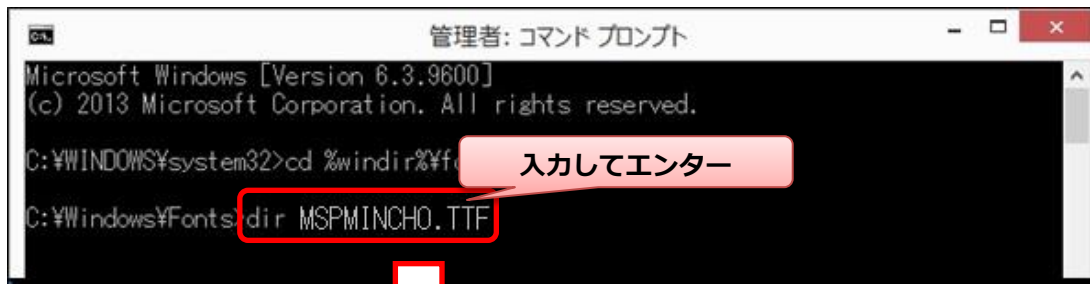 管理者: コマンド プロンプト
Microsoft Windows [Version 6.3.9600]
(c) 2013 Microsoft Corporation. All rights reserved.
C:¥WINDOWS¥system32>cd %windir%¥fo
入力してエンター
C:¥Windows¥Fonts>dir MSPMINCHO.TTF